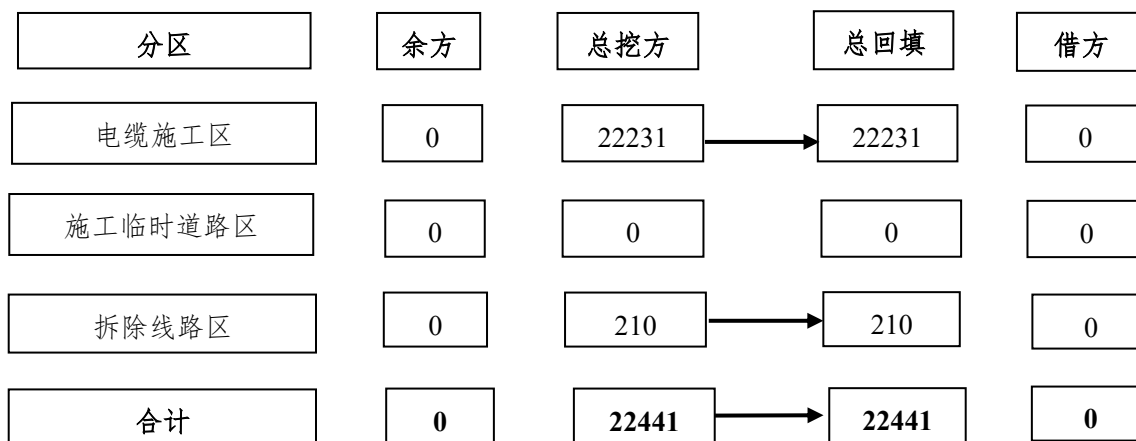 分区 余方 总挖方 总回填 借方
电缆施工区 0 22231 22231 0
施工临时道路区 0 0 0 0
拆除线路区 0 210 210 0
合计 0 22441 22441 0